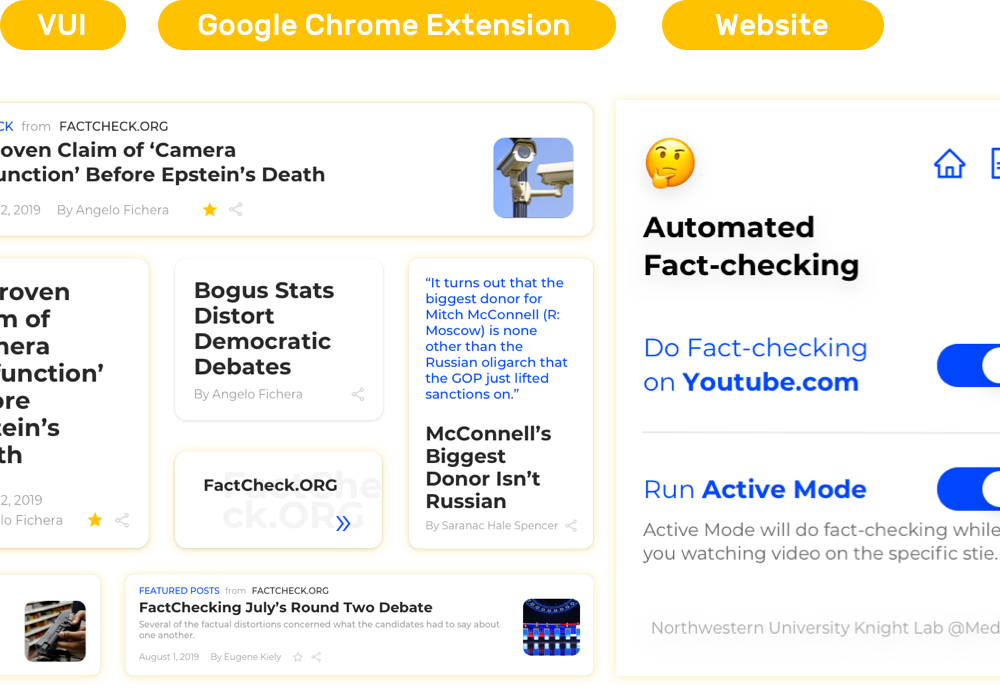 VUI
Google Chrome Extension
Website
CK from FACTCHECK.ORG
oven Claim of ‘Camera
unction’ Before Epstein’s Death
2, 2019 By Angelo Fichera
roven
m of
nera
function’
ore
tein’s
th
2, 2019
lo Fichera
Bogus Stats
Distort
Democratic
Debates
By Angelo Fichera
FactChe
ck.ORG
FactCheck.ORG
“It turns out that the
biggest donor for
Mitch McConnell (R:
Moscow) is none
other than the
Russian oligarch that
the GOP just lifted
sanctions on.”
McConnell’s
Biggest
Donor Isn’t
Russian
By Saranac Hale Spencer
FEATURED POSTS from FACTCHECK.ORG
FactChecking July’s Round Two Debate
Several of the factual distortions concerned what the candidates had to say about
one another.
August 1, 2019 By Eugene Kiely
Automated
Fact-checking
Do Fact-checking
on Youtube.com
Run Active Mode
Active Mode will do fact-checking while
you watching video on the specific stie.
Northwestern University Knight Lab @Med